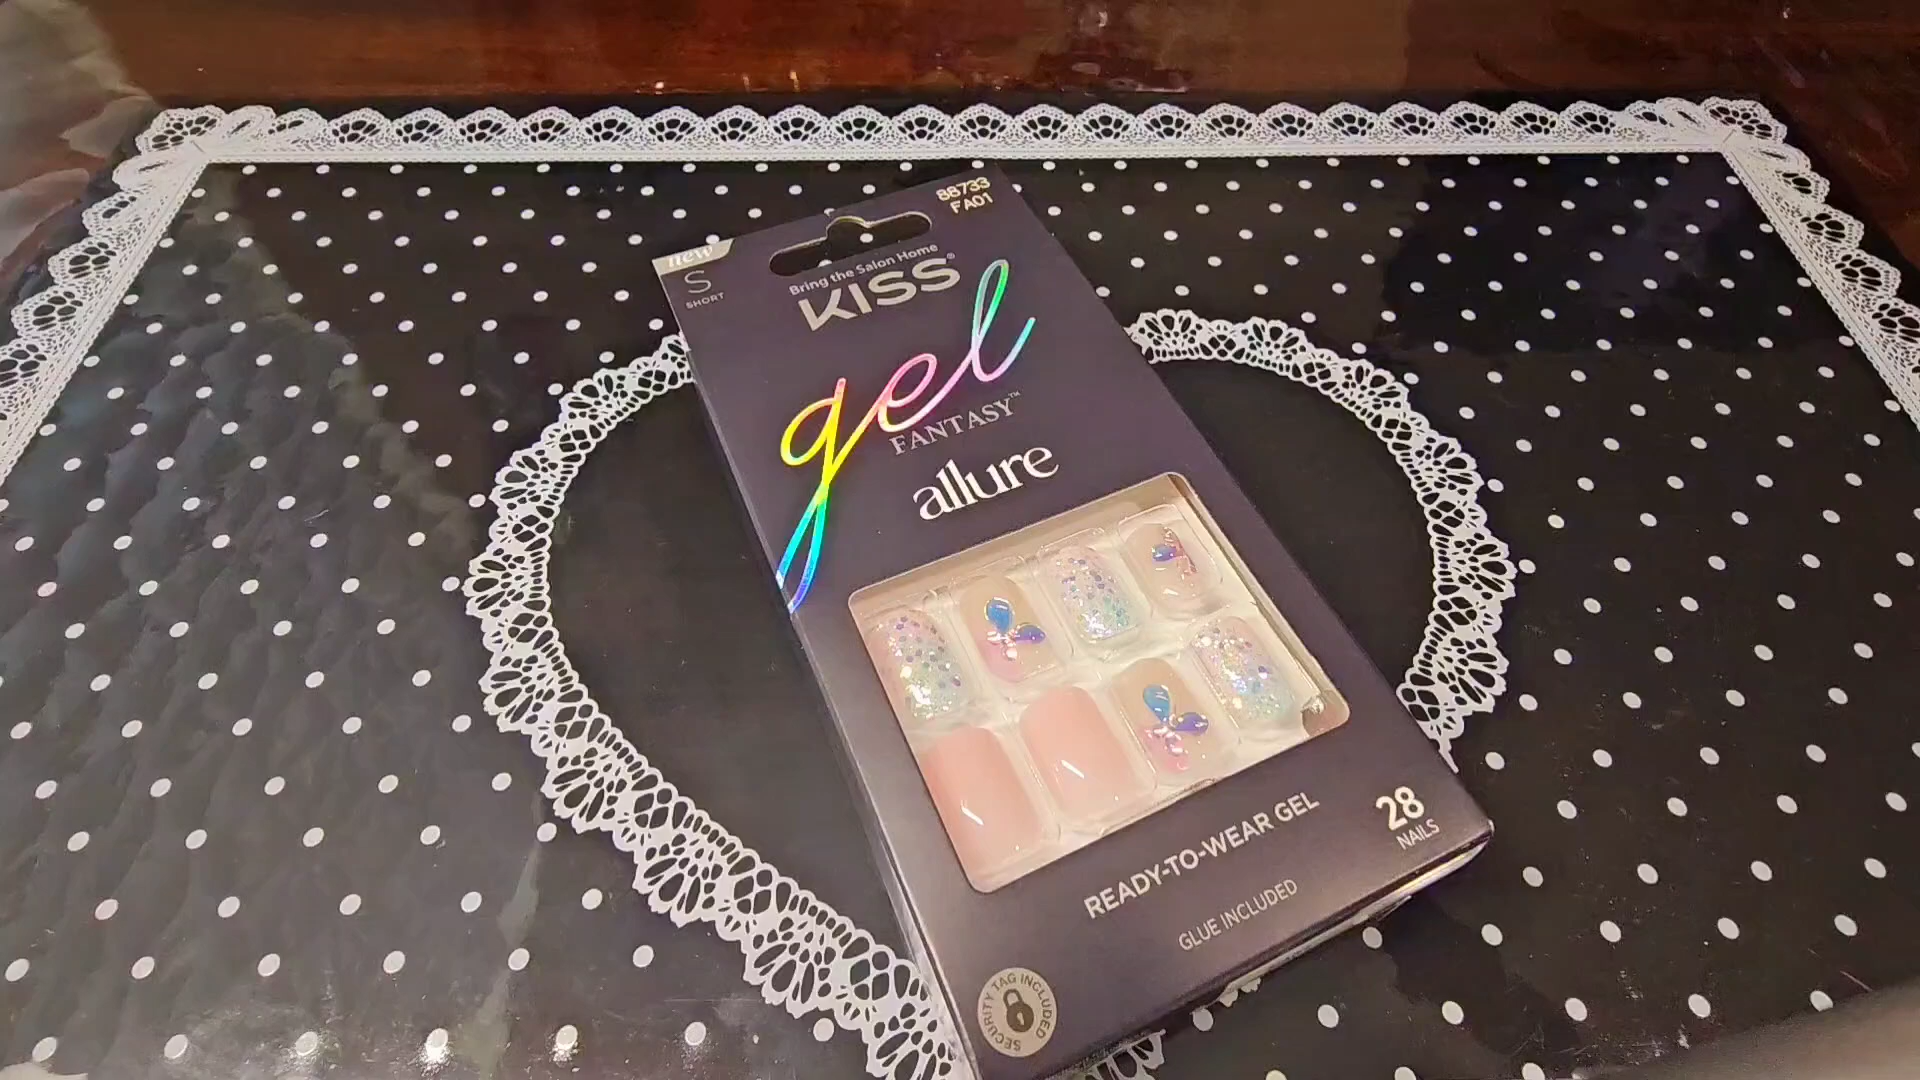 88733
FA01
new
S
SHORT
Bring the Salon Home
KISS®
gel
FANTASY™
allure
READY-TO-WEAR GEL
28
NAILS
GLUE INCLUDED
SECURITY TAG INCLUDED